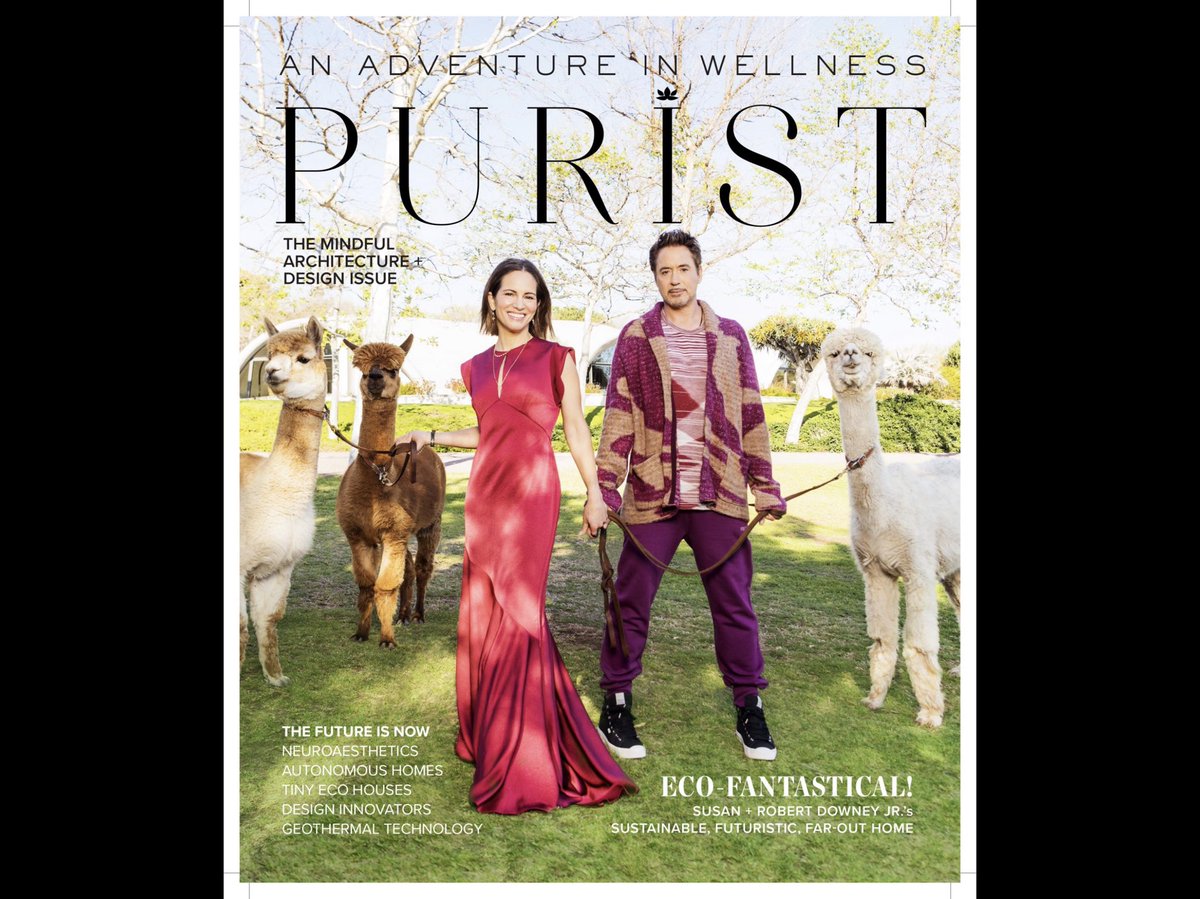 AN ADVENTURE IN WELLNESS
PURIST
THE MINDFUL
ARCHITECTURE +
DESIGN ISSUE
THE FUTURE IS NOW
NEUROAESTHETICS
AUTONOMOUS HOMES
TINY ECO HOUSES
DESIGN INNOVATORS
GEOTHERMAL TECHNOLOGY
ECO-FANTASTICAL!
SUSAN + ROBERT DOWNEY JR.'s
SUSTAINABLE, FUTURISTIC, FAR-OUT HOME